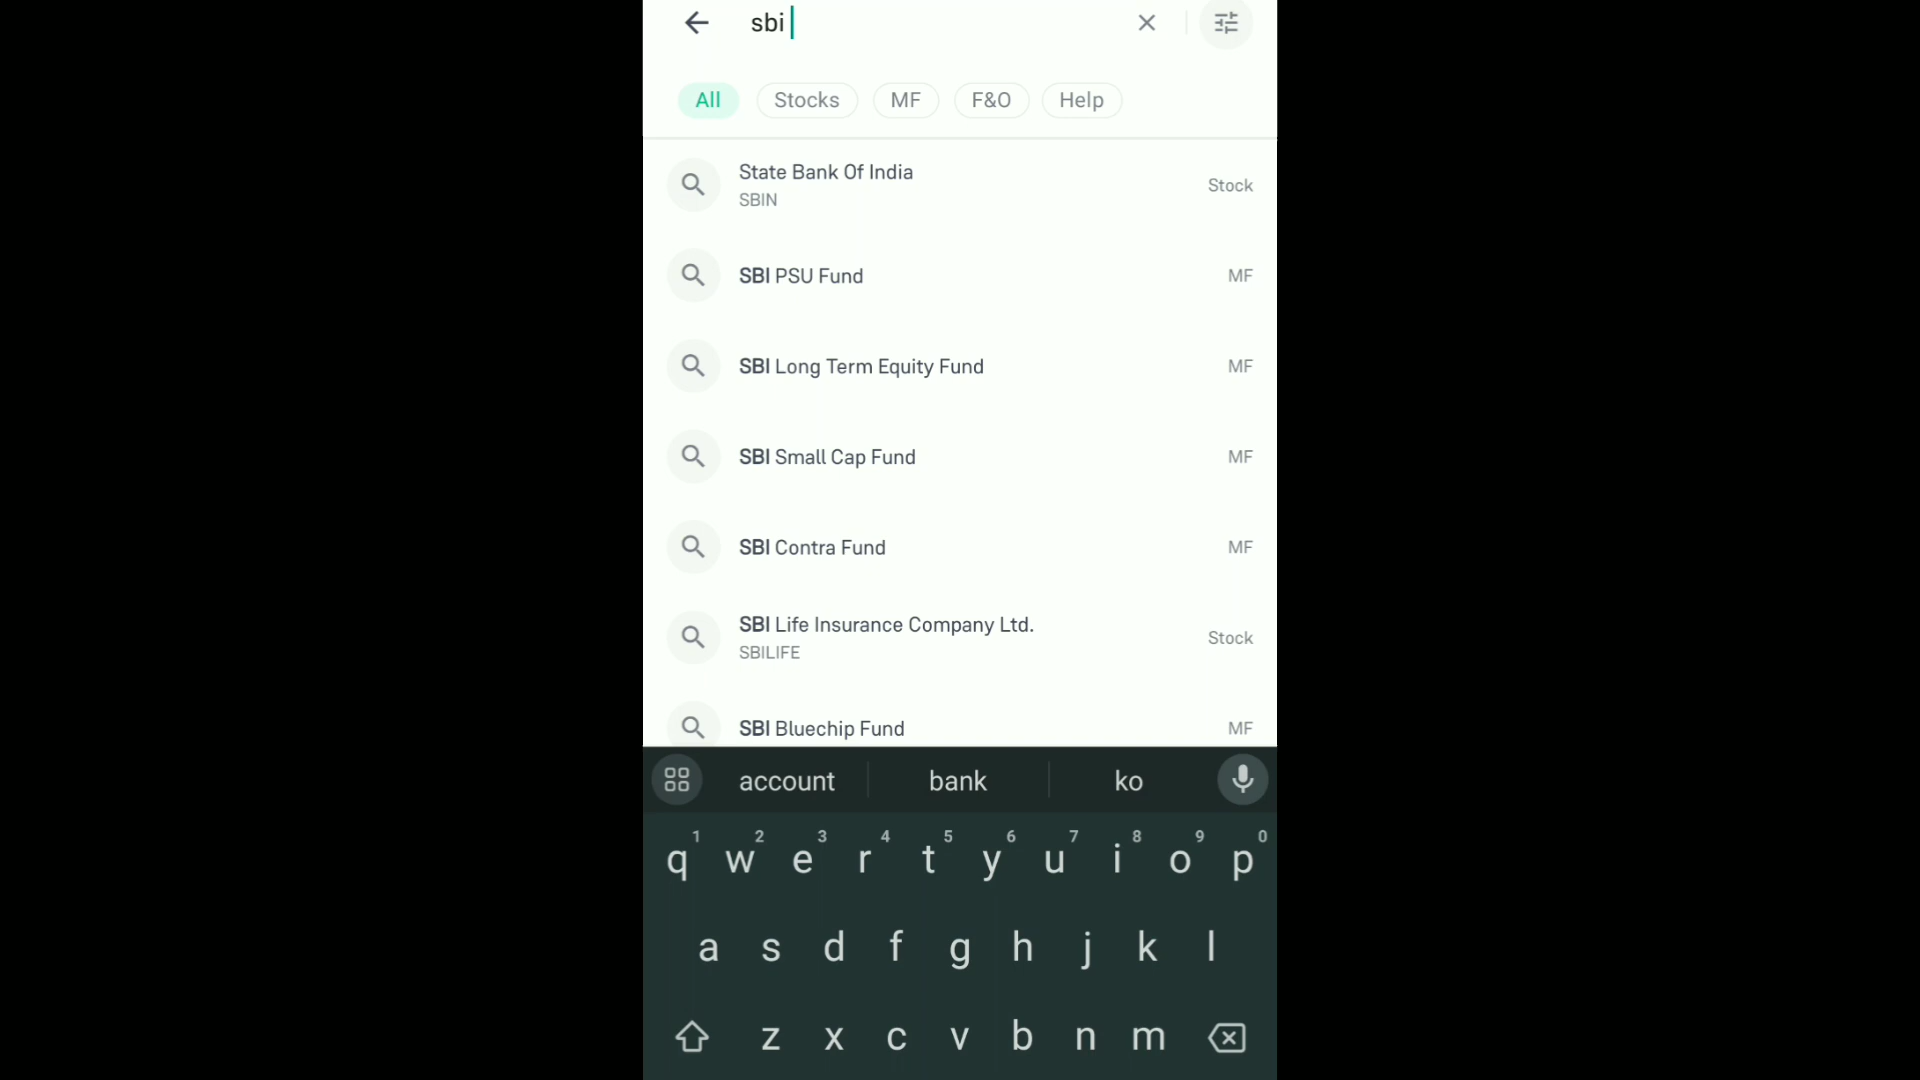 sbi
All Stocks MF F&O Help
State Bank Of India
SBIN
Stock
SBI PSU Fund MF
SBI Long Term Equity Fund MF
SBI Small Cap Fund MF
SBI Contra Fund MF
SBI Life Insurance Company Ltd.
SBILIFE
Stock
SBI Bluechip Fund MF
account bank ko
1 2 3 4 5 6 7 8 9 0
q w e r t y u i o p
a s d f g h j k l
z x c v b n m